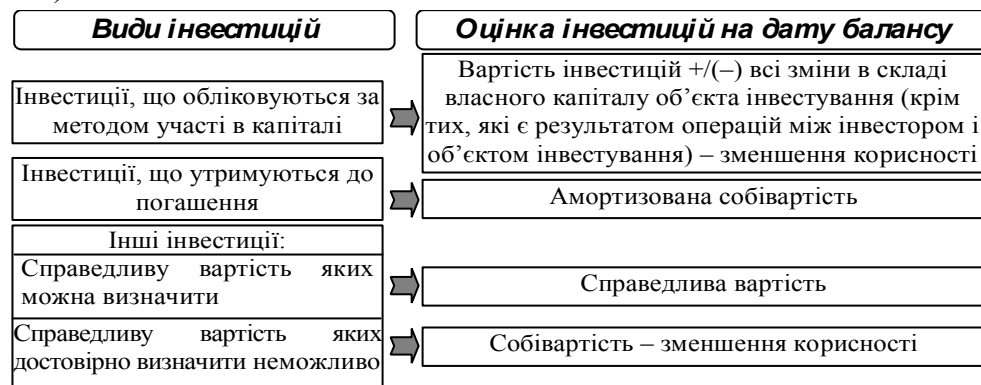 Види інвестицій
Оцінка інвестицій на дату балансу
Інвестиції, що обліковуються за
методом участі в капіталі
Вартість інвестицій +/(–) всі зміни в складі
власного капіталу об’єкта інвестування (крім
тих, які є результатом операцій між інвестором і
об’єктом інвестування) – зменшення корисності
Інвестиції, що утримуються до
погашення
Амортизована собівартість
Інші інвестиції:
Справедливу вартість яких
можна визначити
Справедлива вартість
Справедливу вартість яких
достовірно визначити неможливо
Собівартість – зменшення корисності